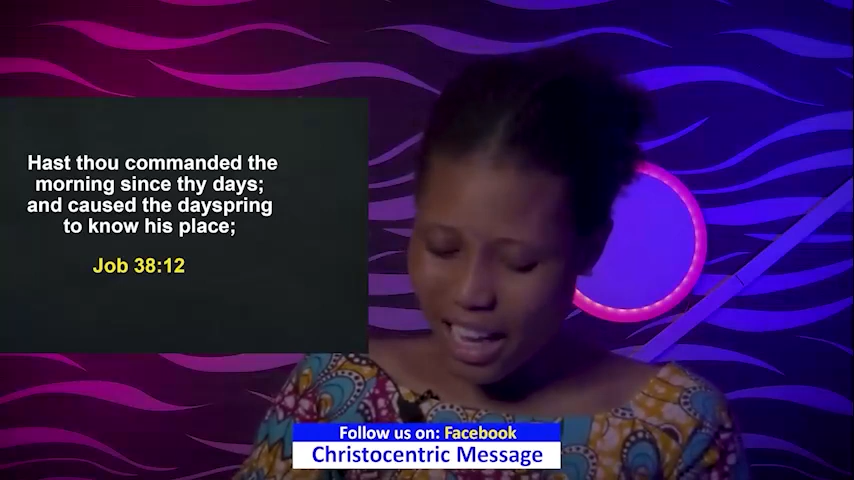 Hast thou commanded the
morning since thy days;
and caused the dayspring
to know his place;
Job 38:12
Follow us on: Facebook
Christocentric Message